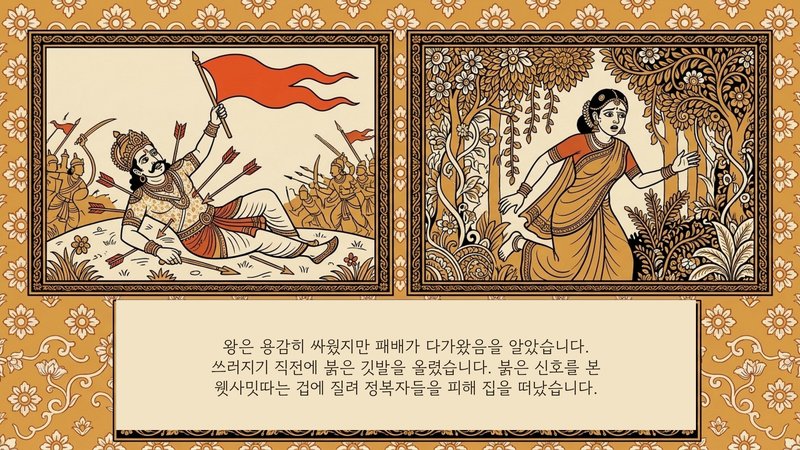 왕은 용감히 싸웠지만 패배가 다가왔음을 알았습니다.
쓰러지기 직전에 붉은 깃발을 올렸습니다. 붉은 신호를 본
웻사밋따는 겁에 질려 정복자들을 피해 집을 떠났습니다.